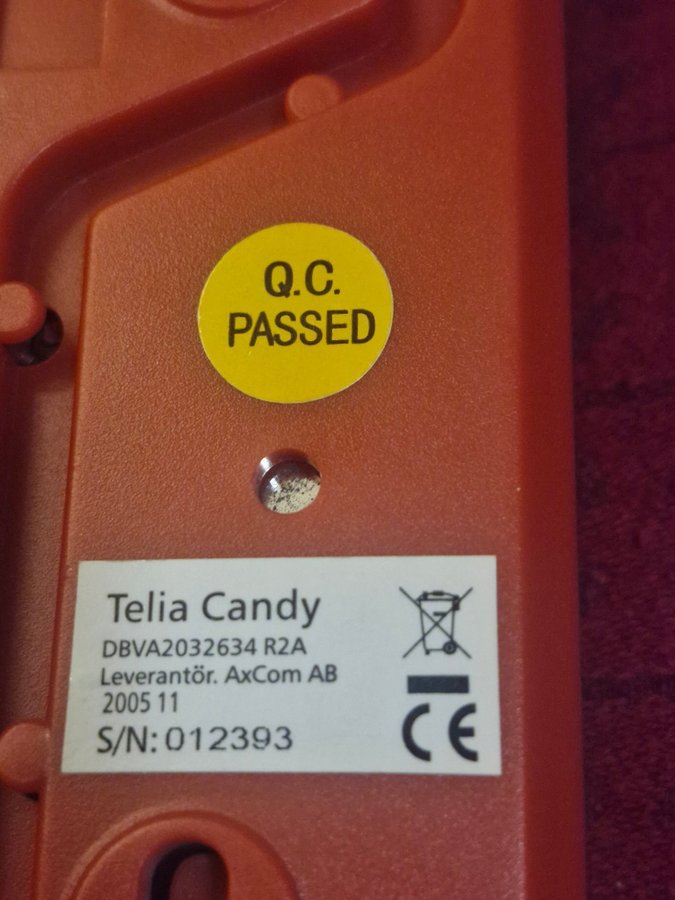 Q.C.
PASSED
Telia Candy
DBVA2032634 R2A
Leverantör. AxCom AB
2005 11
S/N: 012393
CE